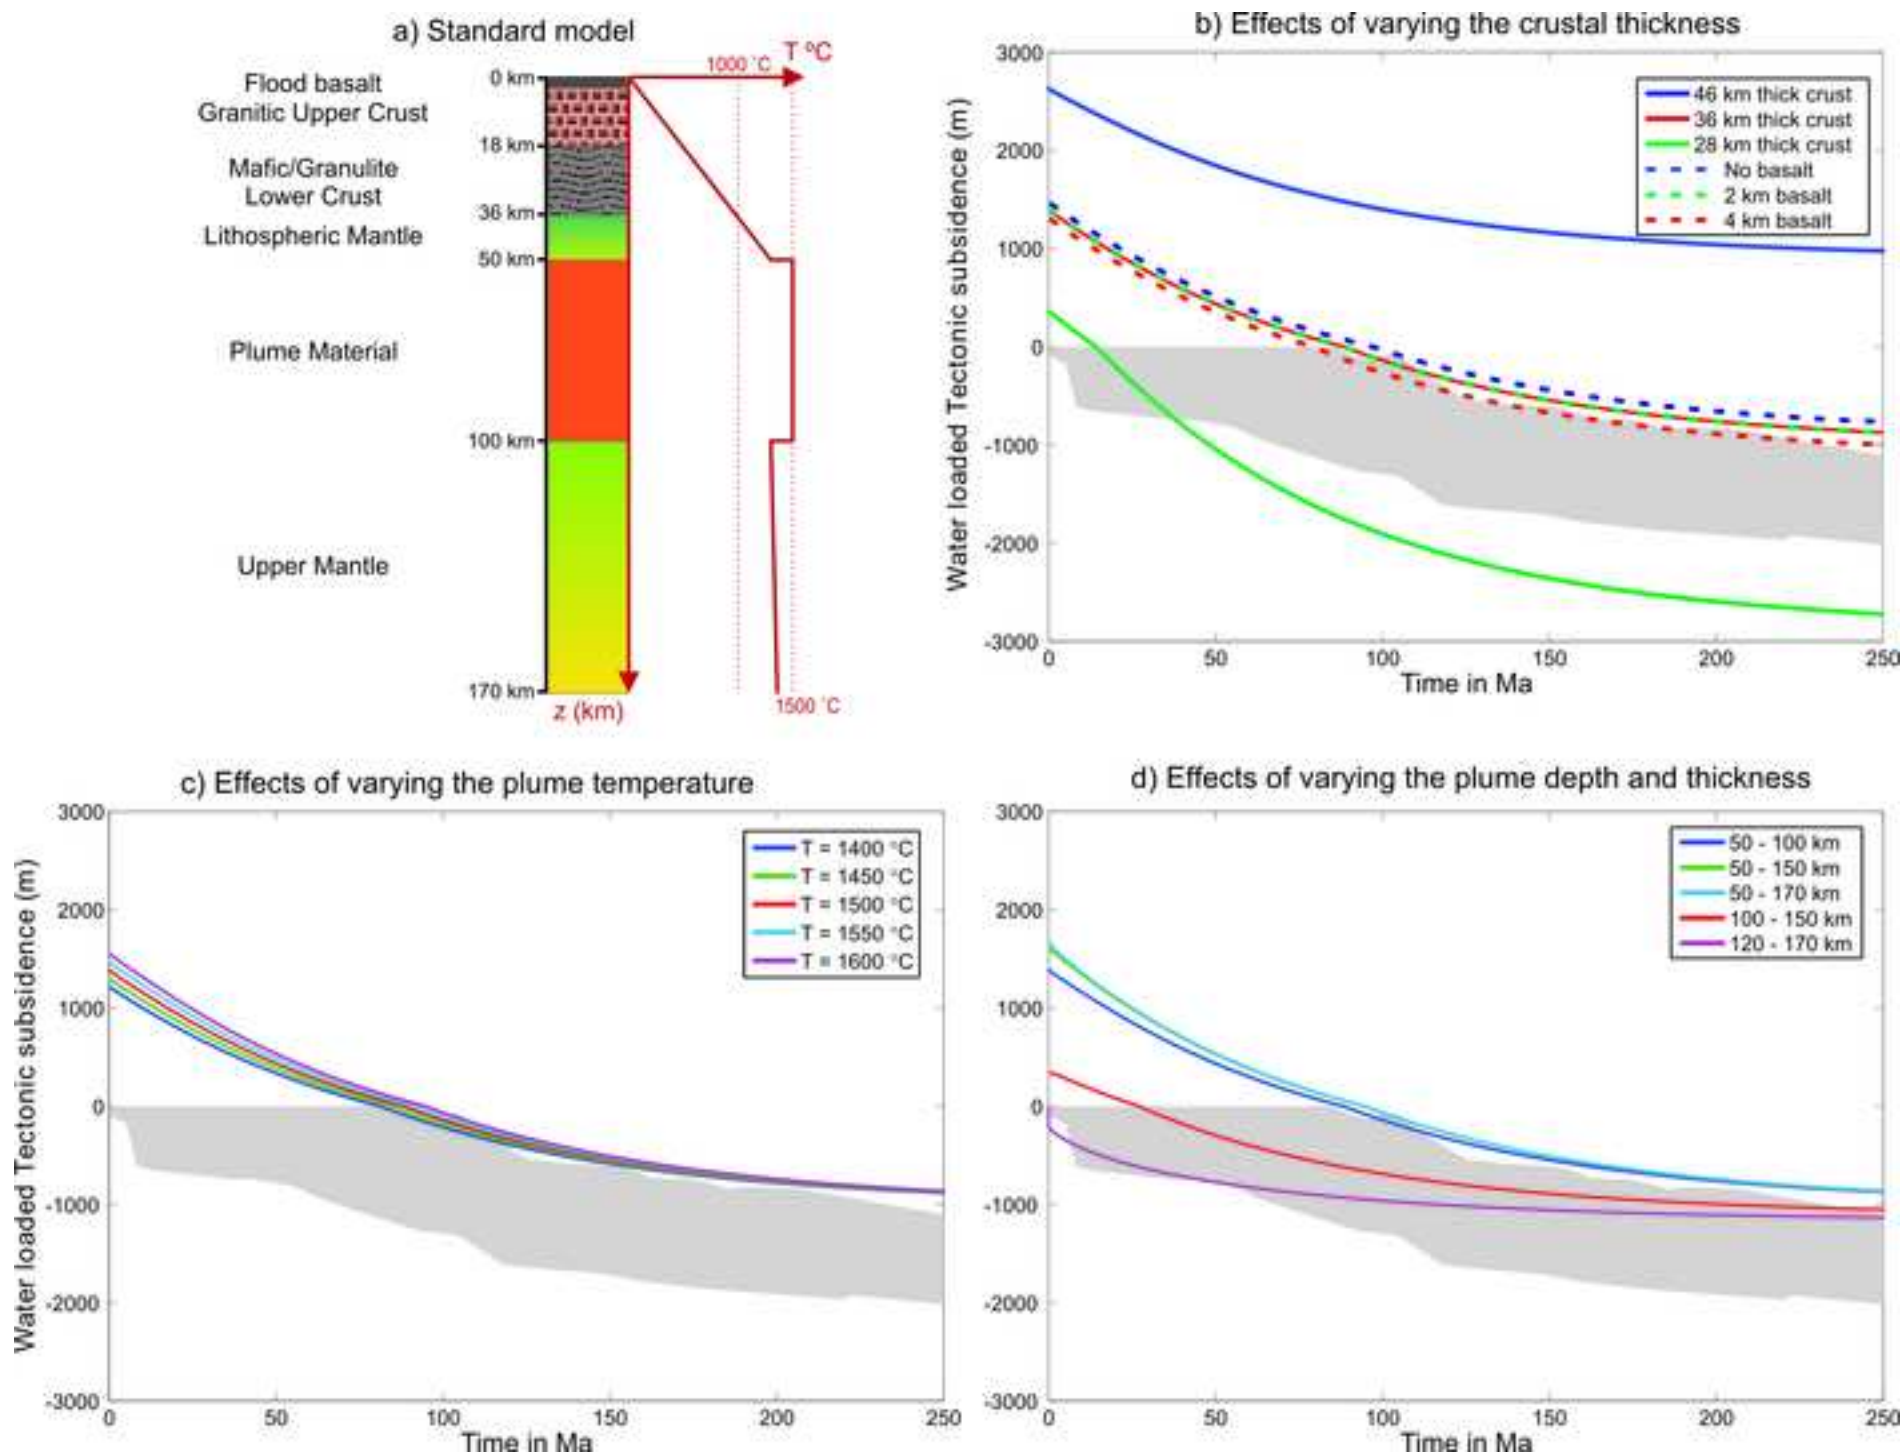 a) Standard model
T °C
1000 °C
0 km
Flood basalt
Granitic Upper Crust
18 km
Mafic/Granulite
Lower Crust
36 km
Lithospheric Mantle
50 km
Plume Material
100 km
Upper Mantle
170 km
z (km)
1500 °C
b) Effects of varying the crustal thickness
Water loaded Tectonic subsidence (m)
3000
2000
1000
0
-1000
-2000
-3000
46 km thick crust
36 km thick crust
28 km thick crust
No basalt
2 km basalt
4 km basalt
0 50 100 150 200 250
Time in Ma
c) Effects of varying the plume temperature
Water loaded Tectonic subsidence (m)
3000
2000
1000
0
-1000
-2000
-3000
T = 1400 °C
T = 1450 °C
T = 1500 °C
T = 1550 °C
T = 1600 °C
0 50 100 150 200 250
Time in Ma
d) Effects of varying the plume depth and thickness
3000
2000
1000
0
-1000
-2000
-3000
50 - 100 km
50 - 150 km
50 - 170 km
100 - 150 km
120 - 170 km
0 50 100 150 200 250
Time in Ma